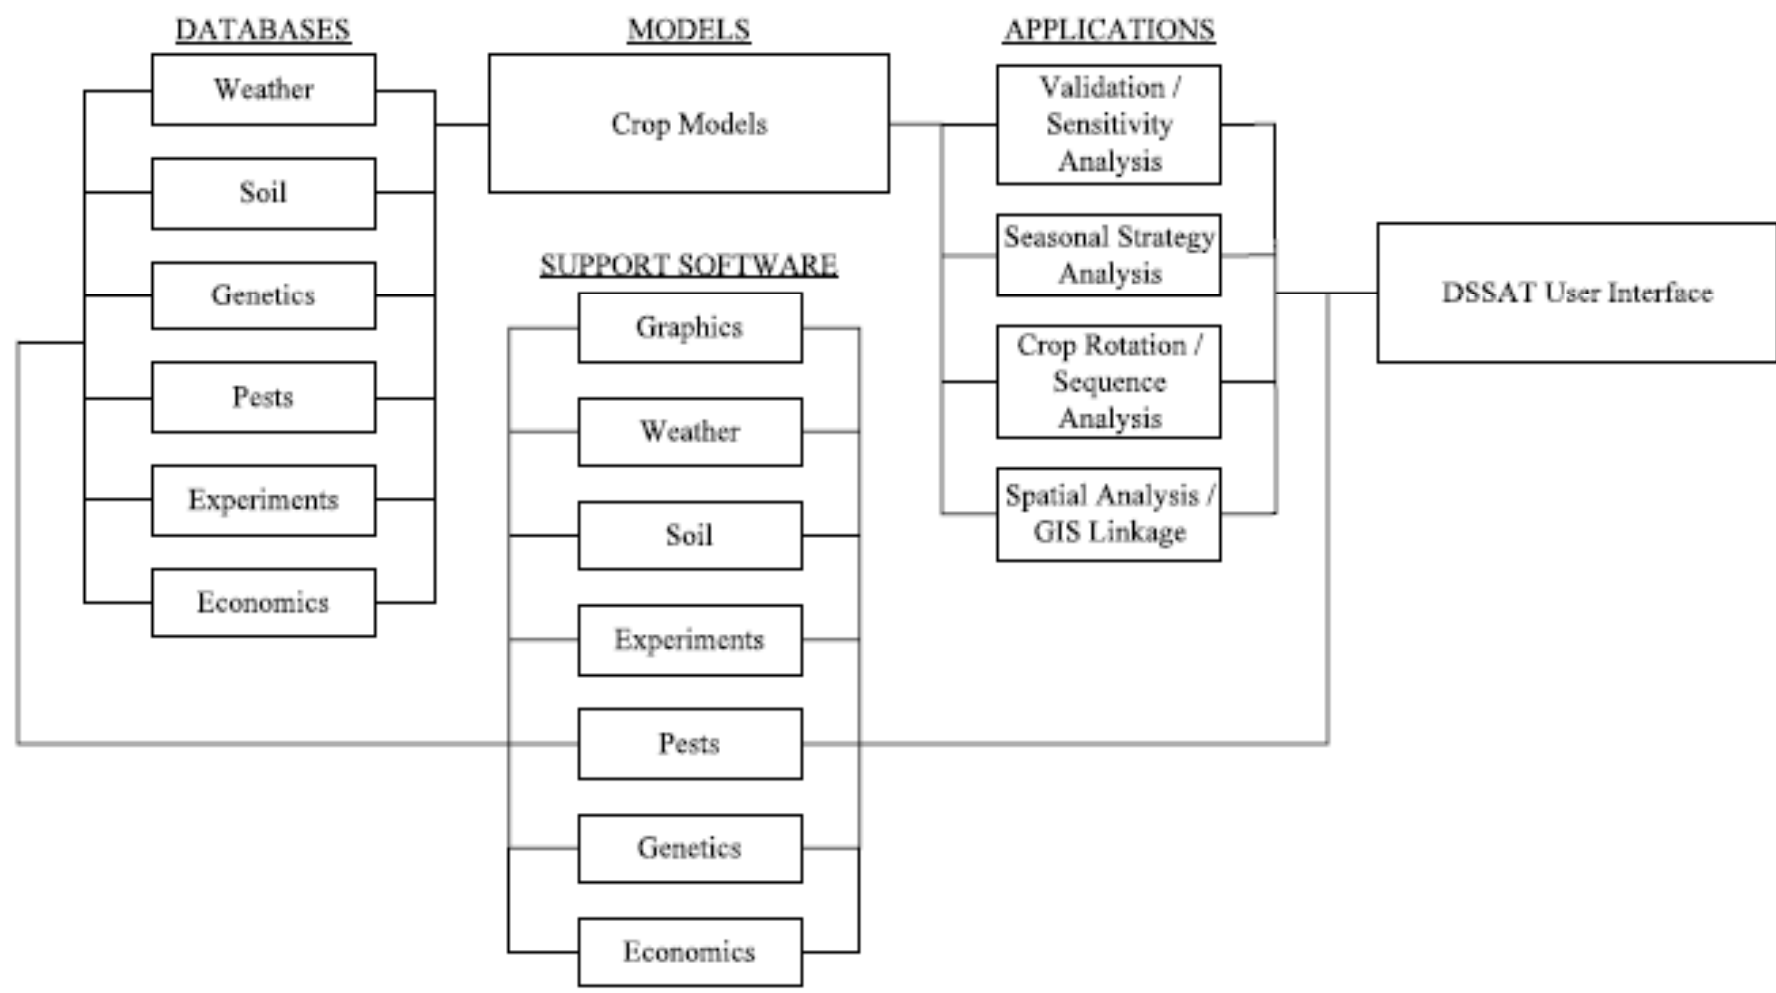 DATABASES
Weather
Soil
Genetics
Pests
Experiments
Economics
MODELS
Crop Models
SUPPORT SOFTWARE
Graphics
Weather
Soil
Experiments
Pests
Genetics
Economics
APPLICATIONS
Validation /
Sensitivity
Analysis
Seasonal Strategy
Analysis
Crop Rotation /
Sequence
Analysis
Spatial Analysis /
GIS Linkage
DSSAT User Interface